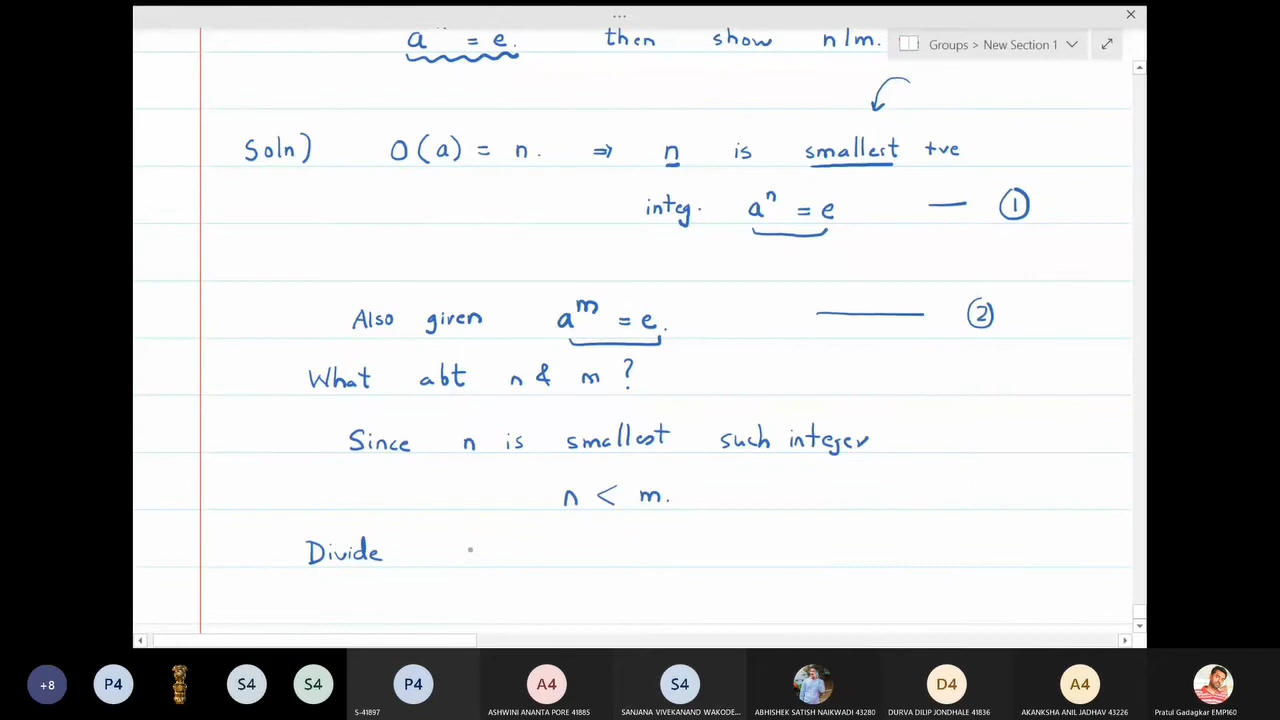 a = e. then show n/m.
Groups > New Section 1
Soln) O(a) = n. ⇒ n is smallest +ve
integ. aⁿ = e — ①
Also given aᵐ = e. — ②
What abt n & m ?
Since n is smallest such integer
n < m.
Divide
+8 P4 S4 S4 P4 A4 S4 D4 A4
S-41897 ASHWINI ANANTA PORE 41885 SANJANA VIVEKANAND WAKODE... ABHISHEK SATISH NAIKWADI 43280 DURVA DILIP JONDHALE 41836 AKANKSHA ANIL JADHAV 43226 Pratul Gadagkar EMP160